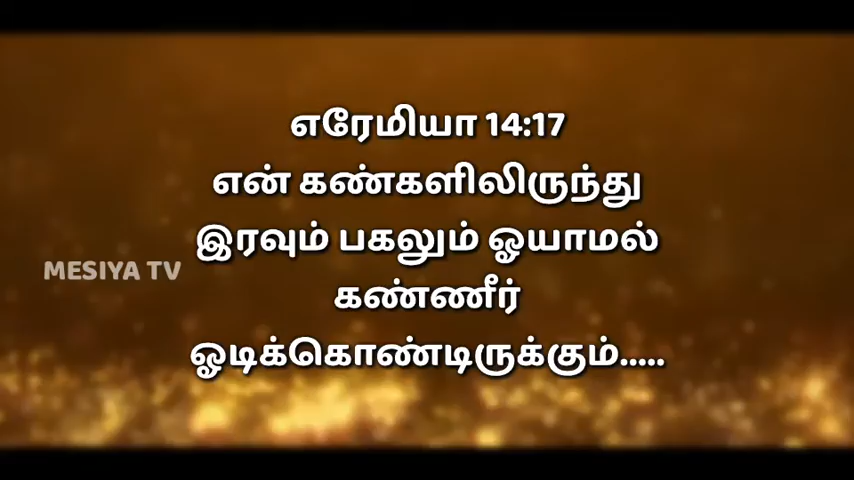 எரேமியா 14:17
என் கண்களிலிருந்து
இரவும் பகலும் ஓயாமல்
MESIYA TV
கண்ணீர்
ஓடிக்கொண்டிருக்கும்.....